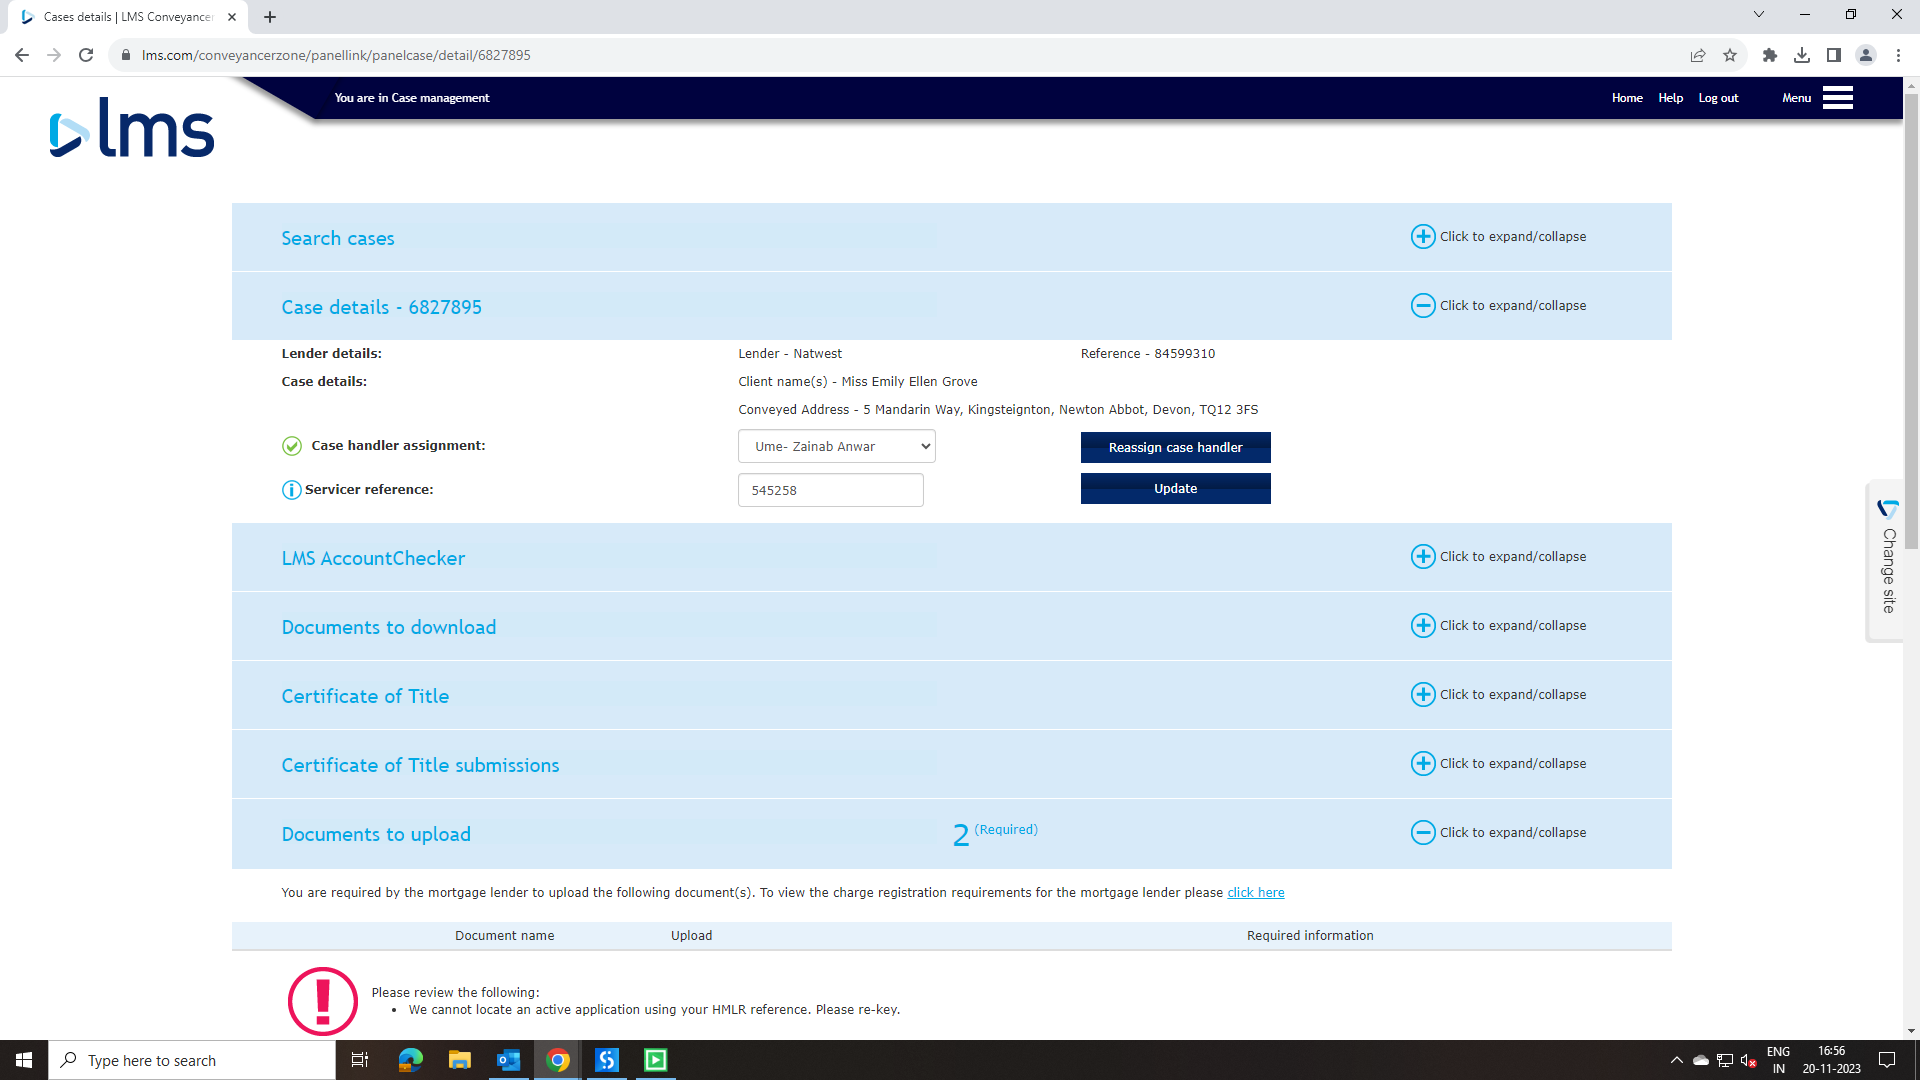 Cases details | LMS Conveyancer
lms.com/conveyancerzone/panellink/panelcase/detail/6827895
You are in Case management
Home
Help
Log out
Menu
lms
Search cases
Click to expand/collapse
Case details - 6827895
Click to expand/collapse
Lender details:
Lender - Natwest
Reference - 84599310
Case details:
Client name(s) - Miss Emily Ellen Grove
Conveyed Address - 5 Mandarin Way, Kingsteignton, Newton Abbot, Devon, TQ12 3FS
Case handler assignment:
Ume- Zainab Anwar
Reassign case handler
Servicer reference:
545258
Update
Change site
LMS AccountChecker
Click to expand/collapse
Documents to download
Click to expand/collapse
Certificate of Title
Click to expand/collapse
Certificate of Title submissions
Click to expand/collapse
Documents to upload
2 (Required)
Click to expand/collapse
You are required by the mortgage lender to upload the following document(s). To view the charge registration requirements for the mortgage lender please click here
Document name
Upload
Required information
Please review the following:
• We cannot locate an active application using your HMLR reference. Please re-key.
Type here to search
ENG
IN
16:56
20-11-2023